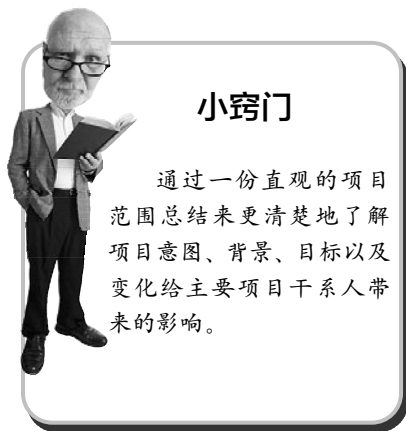 小窍门
通过一份直观的项目
范围总结来更清楚地了解
项目意图、背景、目标以及
变化给主要项目干系人带
来的影响。